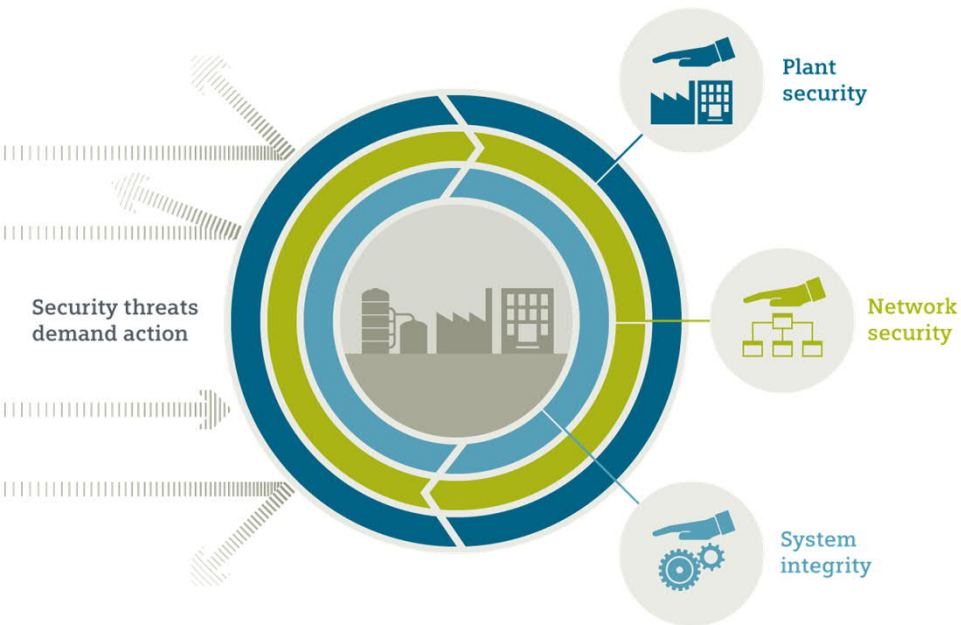 Plant
security
Security threats
demand action
Network
security
System
integrity